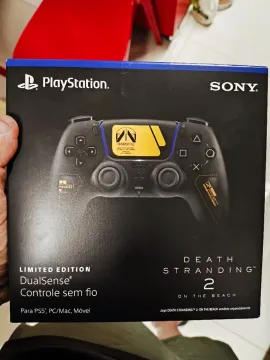 PlayStation.
SONY
LIMITED EDITION
DualSense®
Controle sem fio
Para PS5, PC/Mac, Móvel
DEATH
STRANDING
2
ON THE BEACH